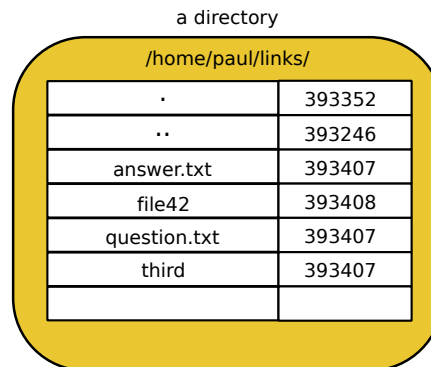 a directory
/home/paul/links/
. 393352
.. 393246
answer.txt 393407
file42 393408
question.txt 393407
third 393407